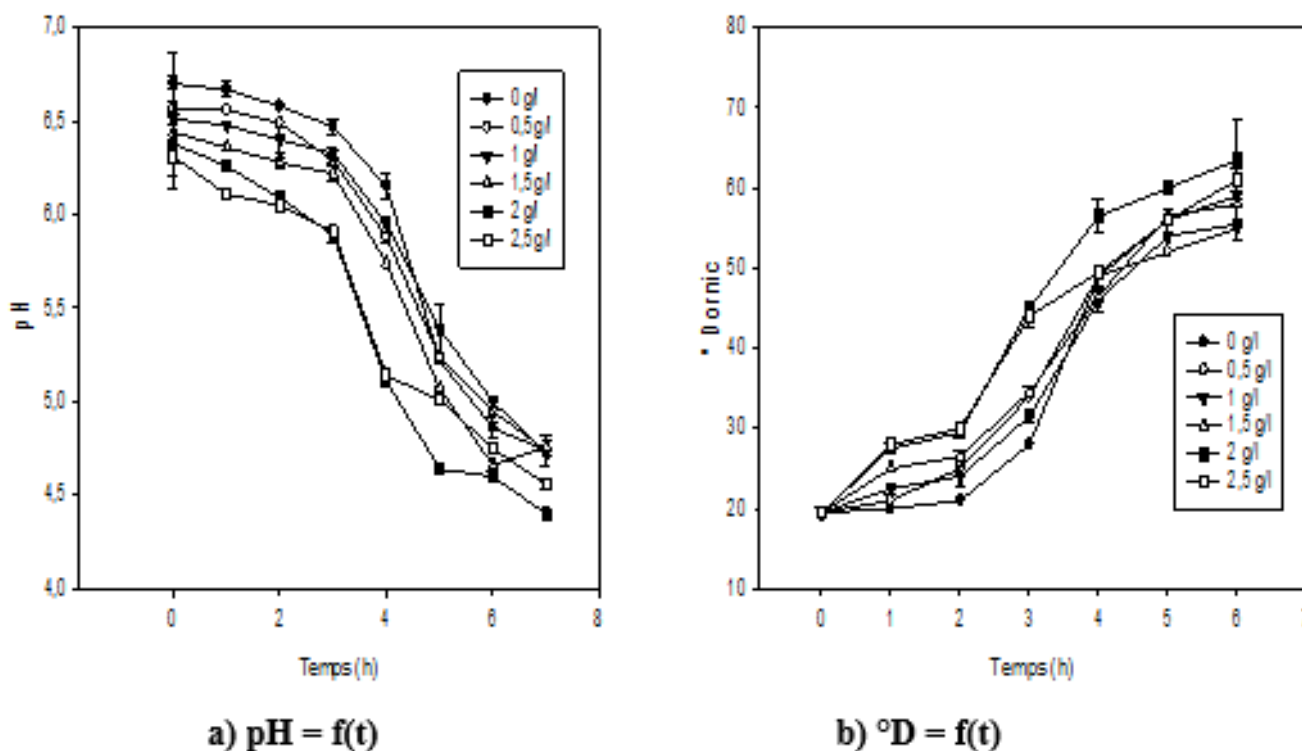 7,0
6,5
6,0
5,5
5,0
4,5
4,0
pH
0 2 4 6 8
Temps (h)
0 g/l
0,5 g/l
1 g/l
1,5 g/l
2 g/l
2,5 g/l
a) pH = f(t)
80
70
60
50
40
30
20
10
° Dornic
0 1 2 3 4 5 6
Temps (h)
0 g/l
0,5 g/l
1 g/l
1,5 g/l
2 g/l
2,5 g/l
b) °D = f(t)